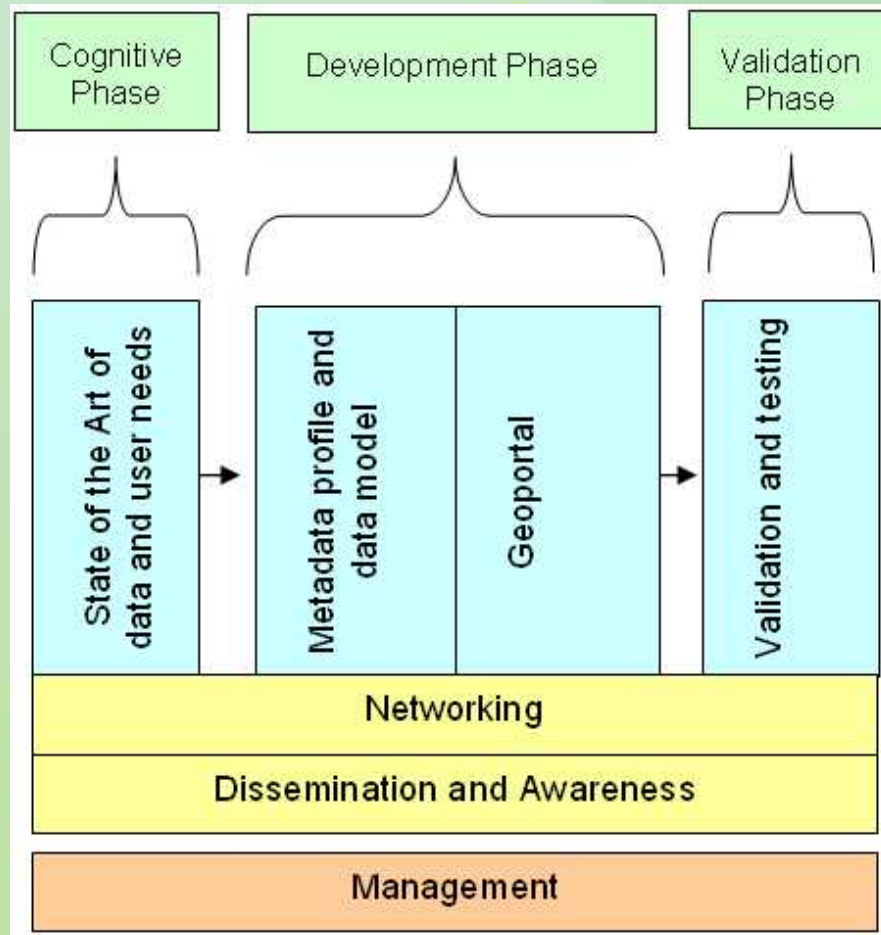 Cognitive
Phase
Development Phase
Validation
Phase
State of the Art of
data and user needs
Metadata profile and
data model
Geoportal
Validation and testing
Networking
Dissemination and Awareness
Management